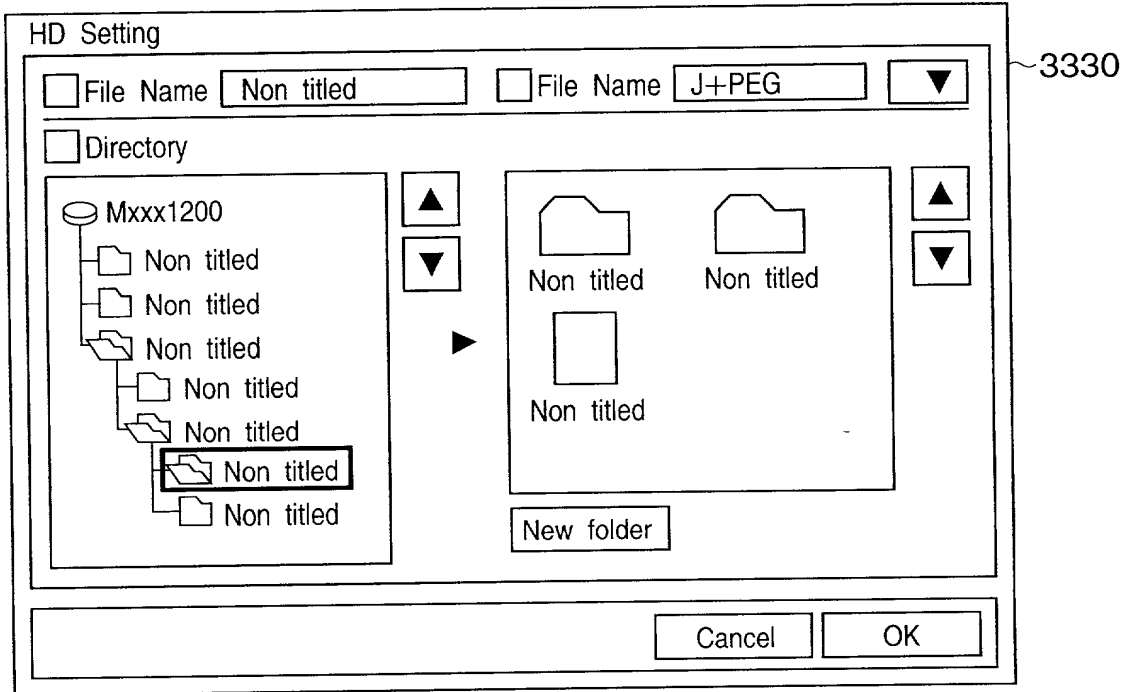 HD Setting
3330
File Name Non titled File Name J+PEG ▼
Directory
▲ ▲
Mxxx1200
Non titled
▼ ▼
Non titled Non titled
Non titled
Non titled
▶
Non titled
Non titled
Non titled
Non titled
Non titled
New folder
Cancel OK